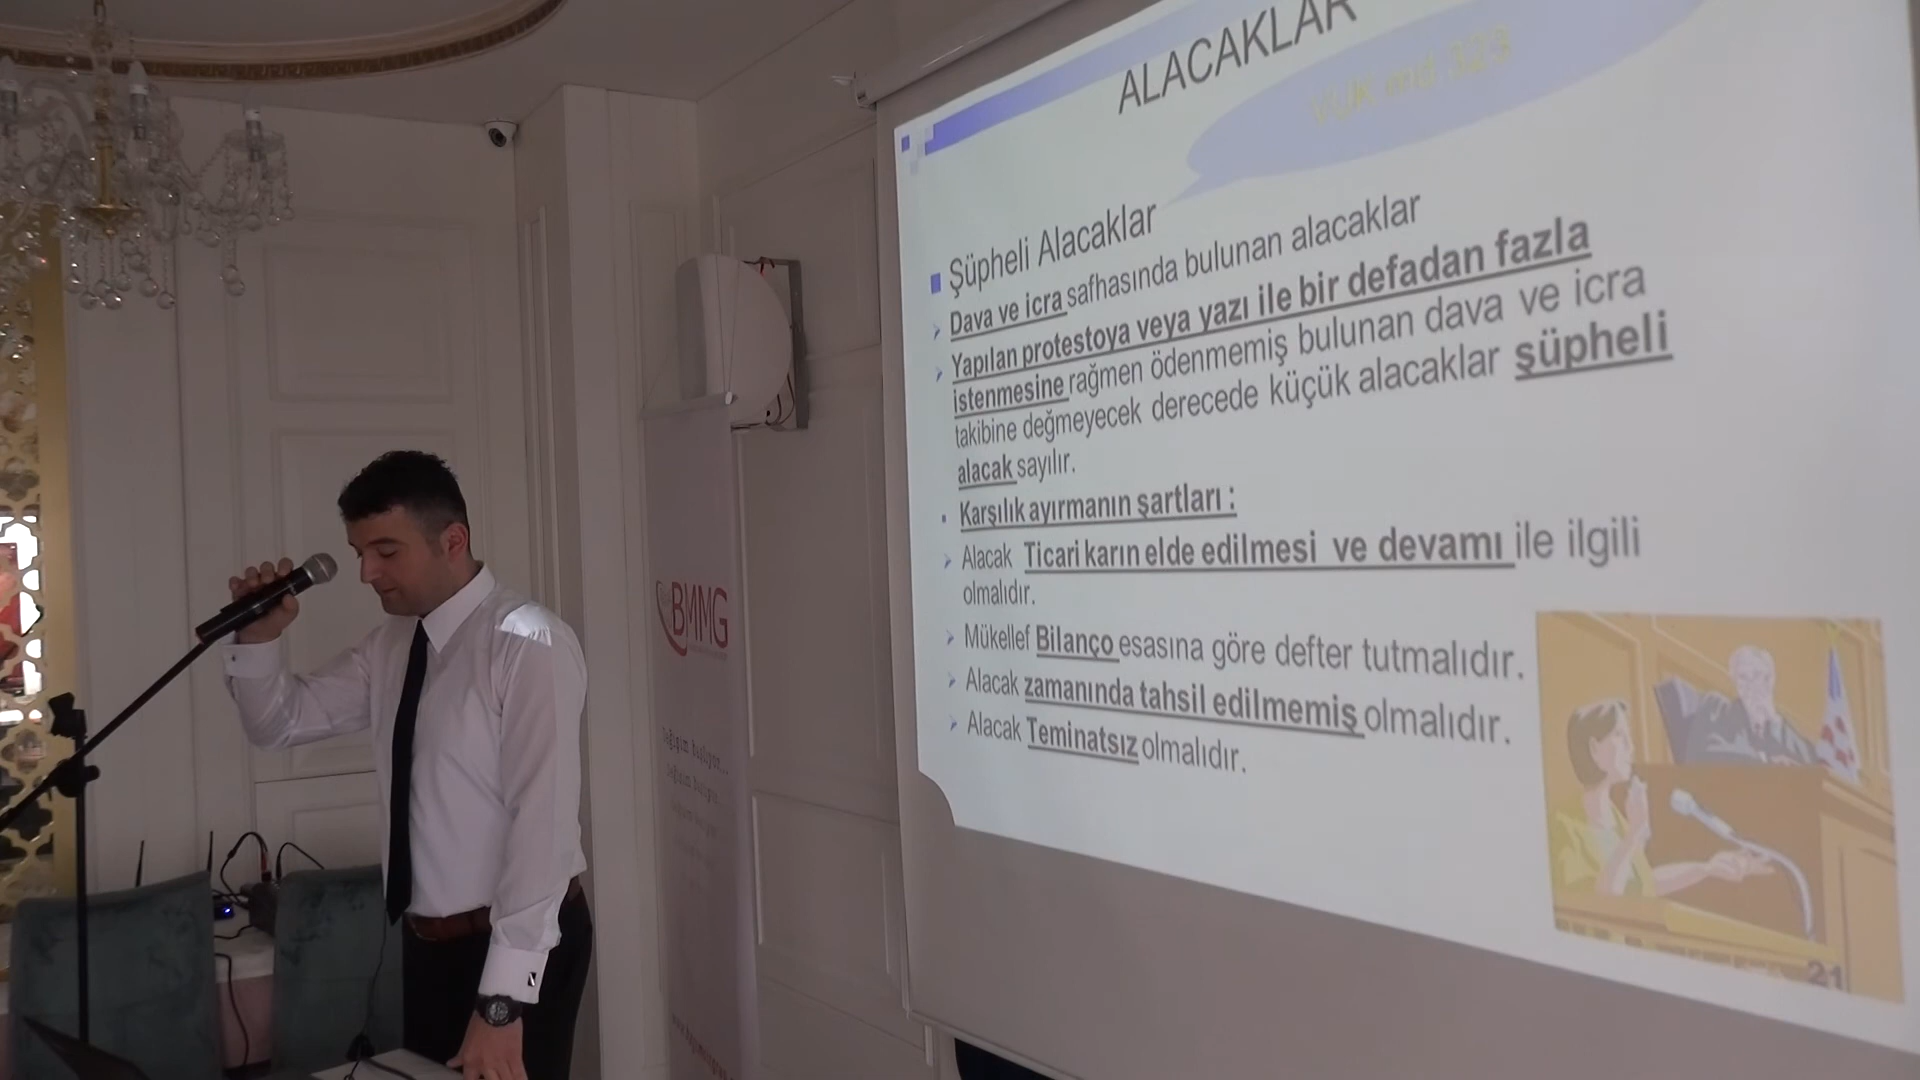 ALACAKLAR
VUK md 323
Şüpheli Alacaklar
Dava ve icra safhasında bulunan alacaklar
Yapılan protestoya veya yazı ile bir defadan fazla
istenmesine rağmen ödenmemiş bulunan dava ve icra
takibine değmeyecek derecede küçük alacaklar şüpheli
alacak sayılır.
Karşılık ayırmanın şartları :
Alacak Ticari karın elde edilmesi ve devamı ile ilgili
olmalıdır.
Mükellef Bilanço esasına göre defter tutmalıdır.
Alacak zamanında tahsil edilmemiş olmalıdır.
Alacak Teminatsız olmalıdır.
21
BMMG
Değişim başlıyor...